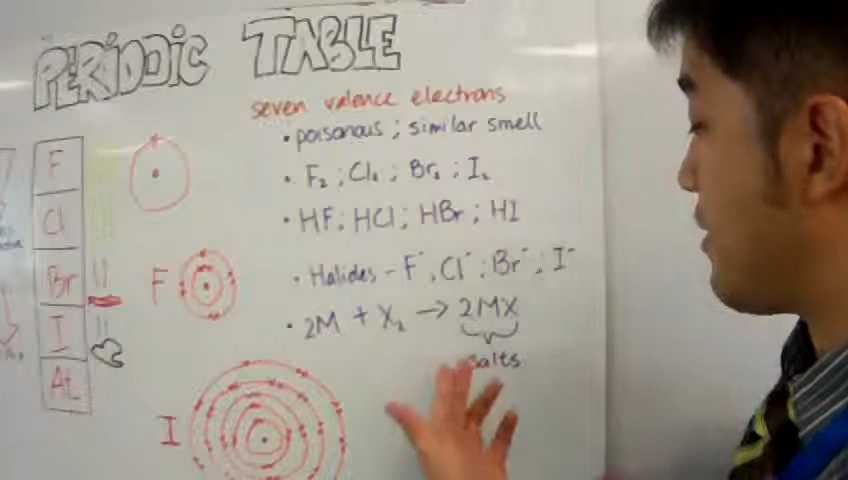 PERIODIC TABLE
seven valence electrons
• poisonous ; similar smell
• F₂ ; Cl₂ ; Br₂ ; I₂
• HF ; HCl ; HBr ; HI
• Halides - F⁻, Cl⁻ ; Br⁻ ; I⁻
• 2M + X₂ → 2MX
salts
F
Cl
Br
I
At
F
I